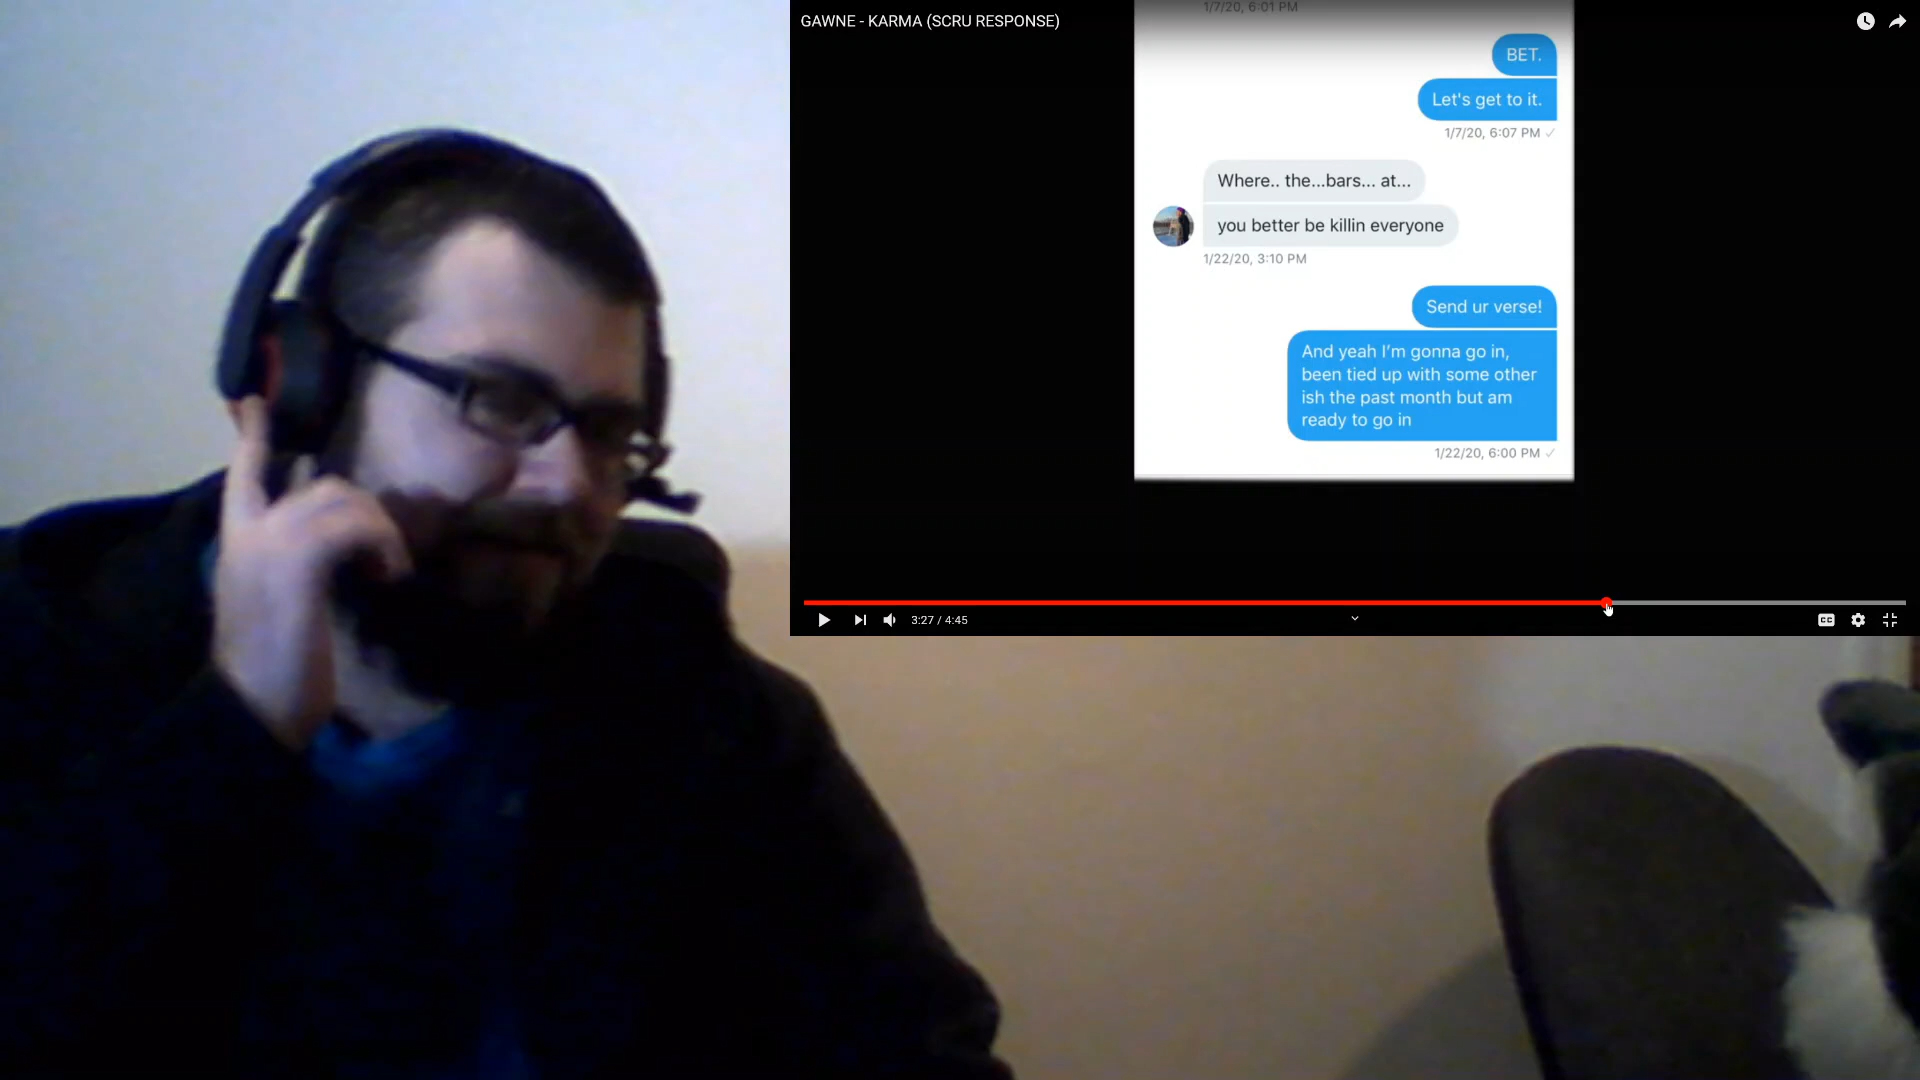 GAWNE - KARMA (SCRU RESPONSE)
1/7/20, 6:01 PM
BET.
Let's get to it.
1/7/20, 6:07 PM ✓
Where.. the...bars... at...
you better be killin everyone
1/22/20, 3:10 PM
Send ur verse!
And yeah I'm gonna go in,
been tied up with some other
ish the past month but am
ready to go in
1/22/20, 6:00 PM ✓
3:27 / 4:45
CC